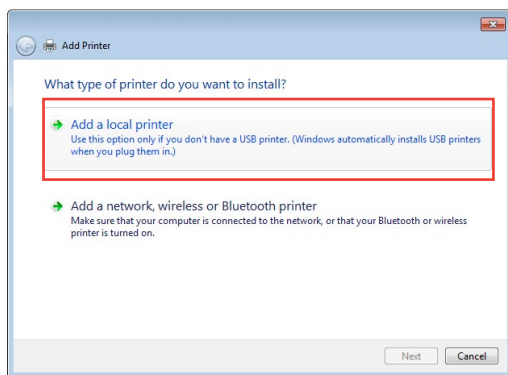 Add Printer
What type of printer do you want to install?
Add a local printer
Use this option only if you don't have a USB printer. (Windows automatically installs USB printers
when you plug them in.)
Add a network, wireless or Bluetooth printer
Make sure that your computer is connected to the network, or that your Bluetooth or wireless
printer is turned on.
Next Cancel